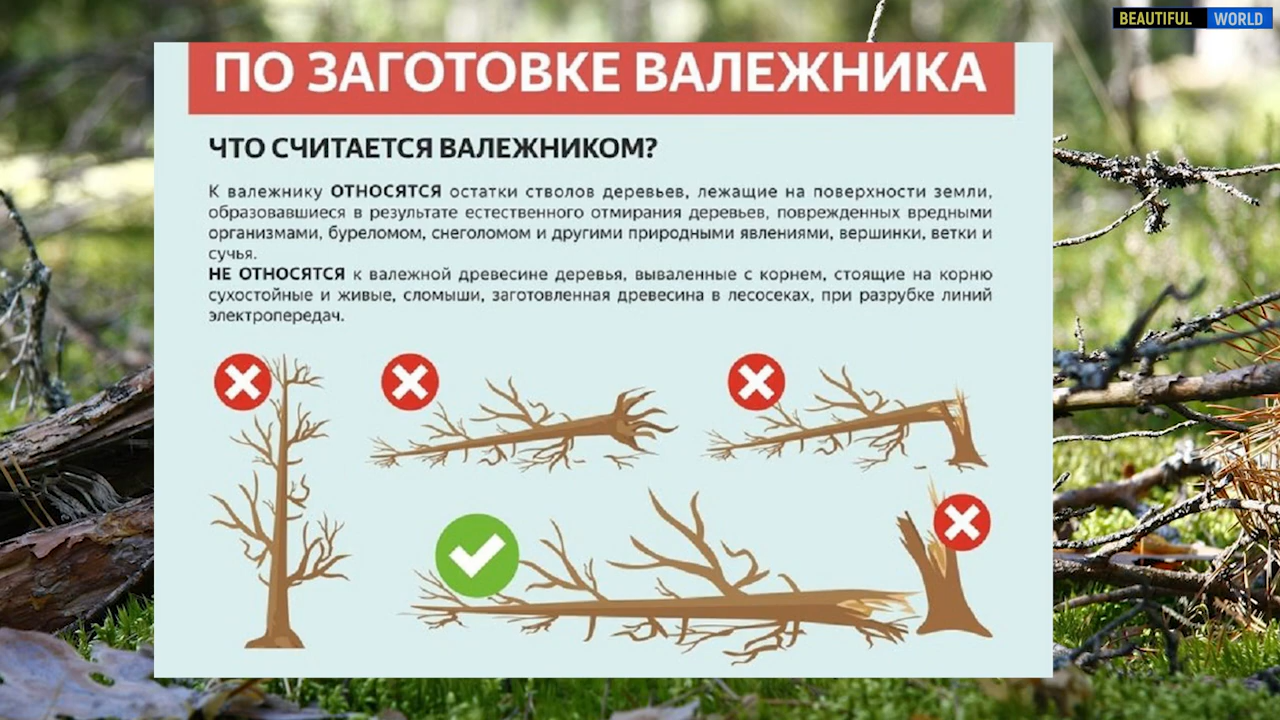 BEAUTIFUL WORLD
ПО ЗАГОТОВКЕ ВАЛЕЖНИКА
ЧТО СЧИТАЕТСЯ ВАЛЕЖНИКОМ?
К валежнику ОТНОСЯТСЯ остатки стволов деревьев, лежащие на поверхности земли,
образовавшиеся в результате естественного отмирания деревьев, поврежденных вредными
организмами, буреломом, снеголомом и другими природными явлениями, вершинки, ветки и
сучья.
НЕ ОТНОСЯТСЯ к валежной древесине деревья, вываленные с корнем, стоящие на корню
сухостойные и живые, сломыши, заготовленная древесина в лесосеках, при разрубке линий
электропередач.